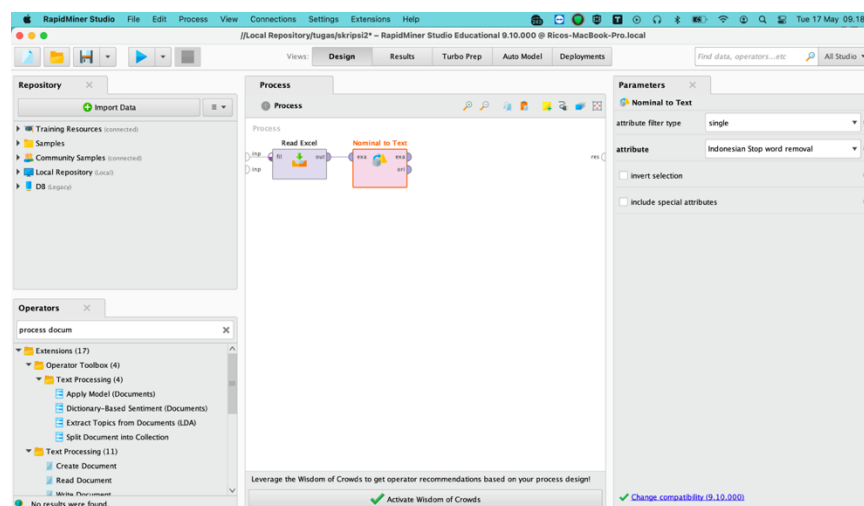 RapidMiner Studio File Edit Process View Connections Settings Extensions Help Tue 17 May 09.18
//Local Repository/tugas/skripsi2* – RapidMiner Studio Educational 9.10.000 @ Ricos-MacBook-Pro.local
Views: Design Results Turbo Prep Auto Model Deployments Find data, operators...etc All Studio
Repository
Import Data
Training Resources (connected)
Samples
Community Samples (connected)
Local Repository (Local)
DB (Legacy)
Operators
process docum
Extensions (17)
Operator Toolbox (4)
Text Processing (4)
Apply Model (Documents)
Dictionary-Based Sentiment (Documents)
Extract Topics from Documents (LDA)
Split Document into Collection
Text Processing (11)
Create Document
Read Document
Write Document
No results were found.
Process
Process
Process
Read Excel Nominal to Text
inp fil out exa exa res
inp ori
Leverage the Wisdom of Crowds to get operator recommendations based on your process design!
Activate Wisdom of Crowds
Parameters
Nominal to Text
attribute filter type single
attribute Indonesian Stop word removal
invert selection
include special attributes
Change compatibility (9.10.000)